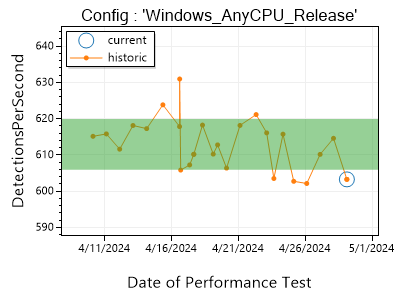 Config : 'Windows_AnyCPU_Release'
current
historic
DetectionsPerSecond
640
630
620
610
600
590
4/11/2024
4/16/2024
4/21/2024
4/26/2024
5/1/2024
Date of Performance Test